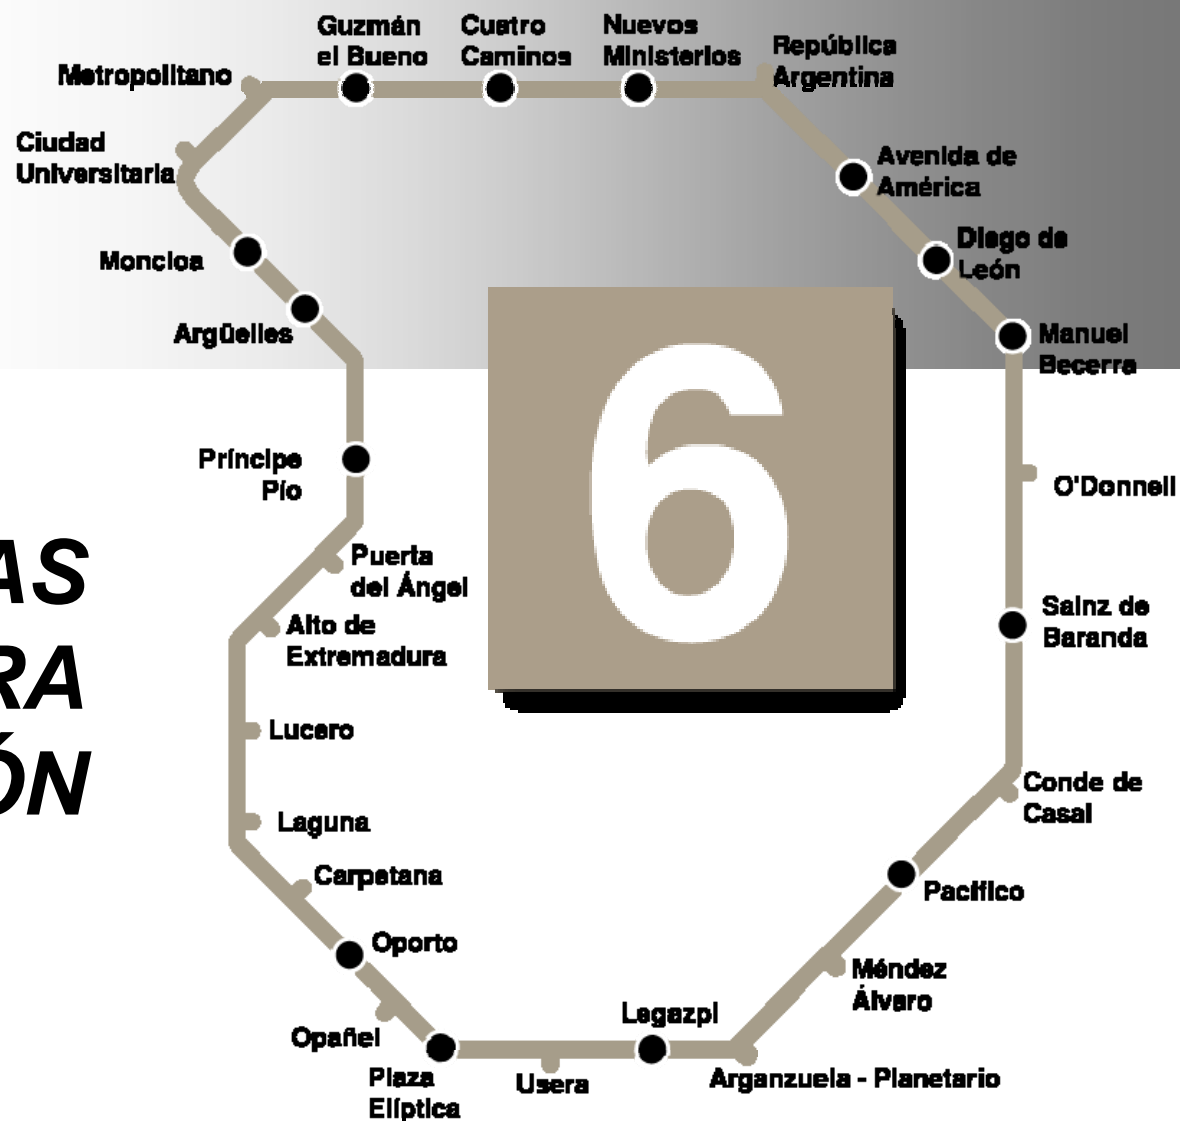 Guzmán
el Bueno
Cuatro
Caminos
Nuevos
Ministerios
República
Argentina
Metropolitano
Ciudad
Universitaria
Avenida de
América
Moncloa
Diego de
León
Argüelles
Manuel
Becerra
6
Príncipe
Pío
O'Donnell
AS
RA
ÓN
Puerta
del Ángel
Alto de
Extremadura
Sainz de
Baranda
Lucero
Laguna
Conde de
Casal
Carpetana
Pacífico
Oporto
Méndez
Álvaro
Opañel
Legazpi
Plaza
Elíptica
Usera
Arganzuela - Planetario